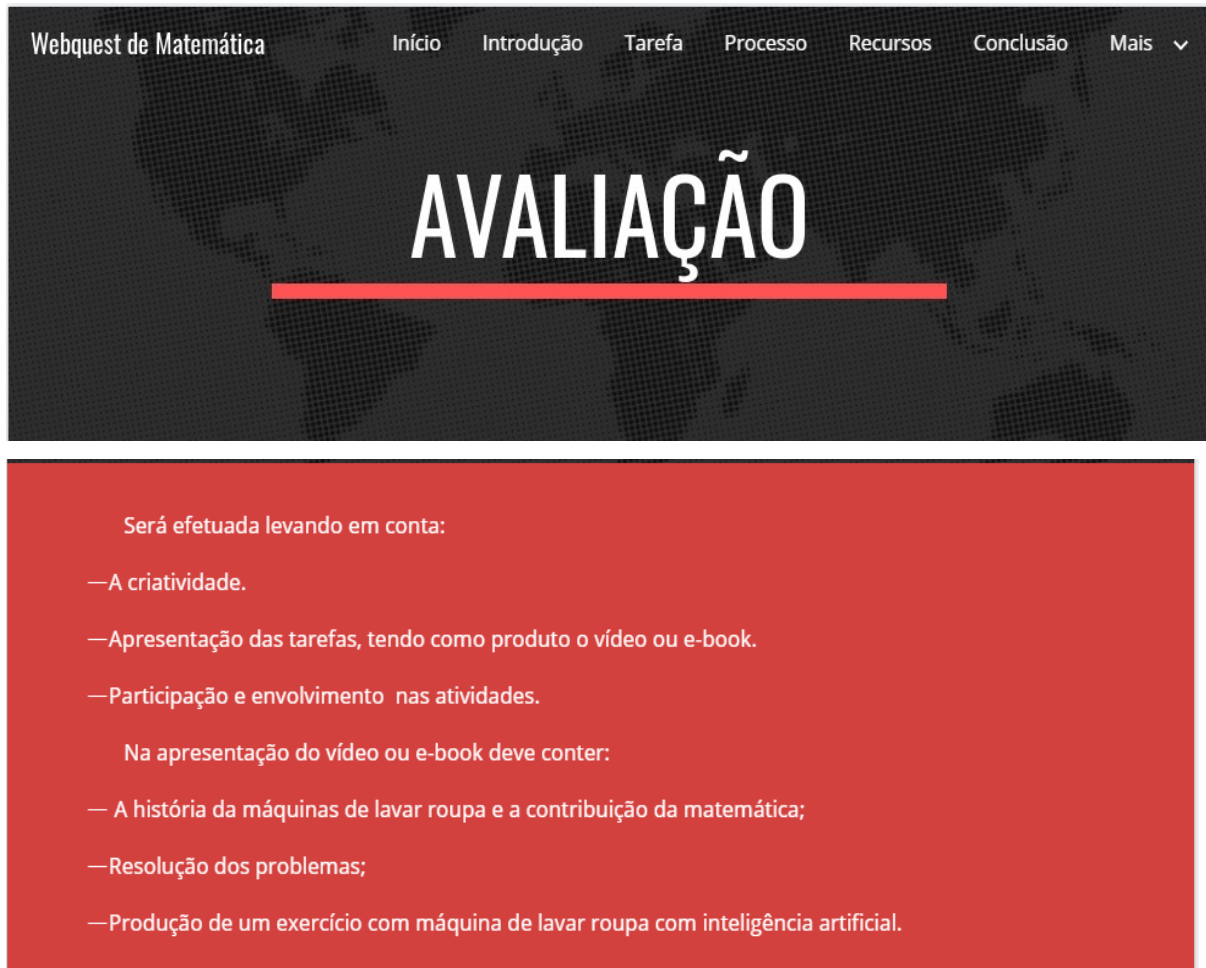 Webquest de Matemática Início Introdução Tarefa Processo Recursos Conclusão Mais
AVALIAÇÃO
Será efetuada levando em conta:
—A criatividade.
—Apresentação das tarefas, tendo como produto o vídeo ou e-book.
—Participação e envolvimento  nas atividades.
Na apresentação do vídeo ou e-book deve conter:
— A história da máquinas de lavar roupa e a contribuição da matemática;
—Resolução dos problemas;
—Produção de um exercício com máquina de lavar roupa com inteligência artificial.